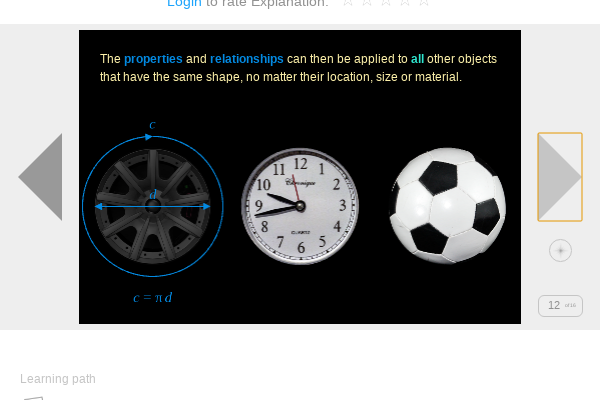 Login to rate Explanation:
The properties and relationships can then be applied to all other objects
that have the same shape, no matter their location, size or material.
c
d
c = π d
12
11
1
10
2
9
3
8
4
7
5
6
QUARTZ
12 of 16
Learning path